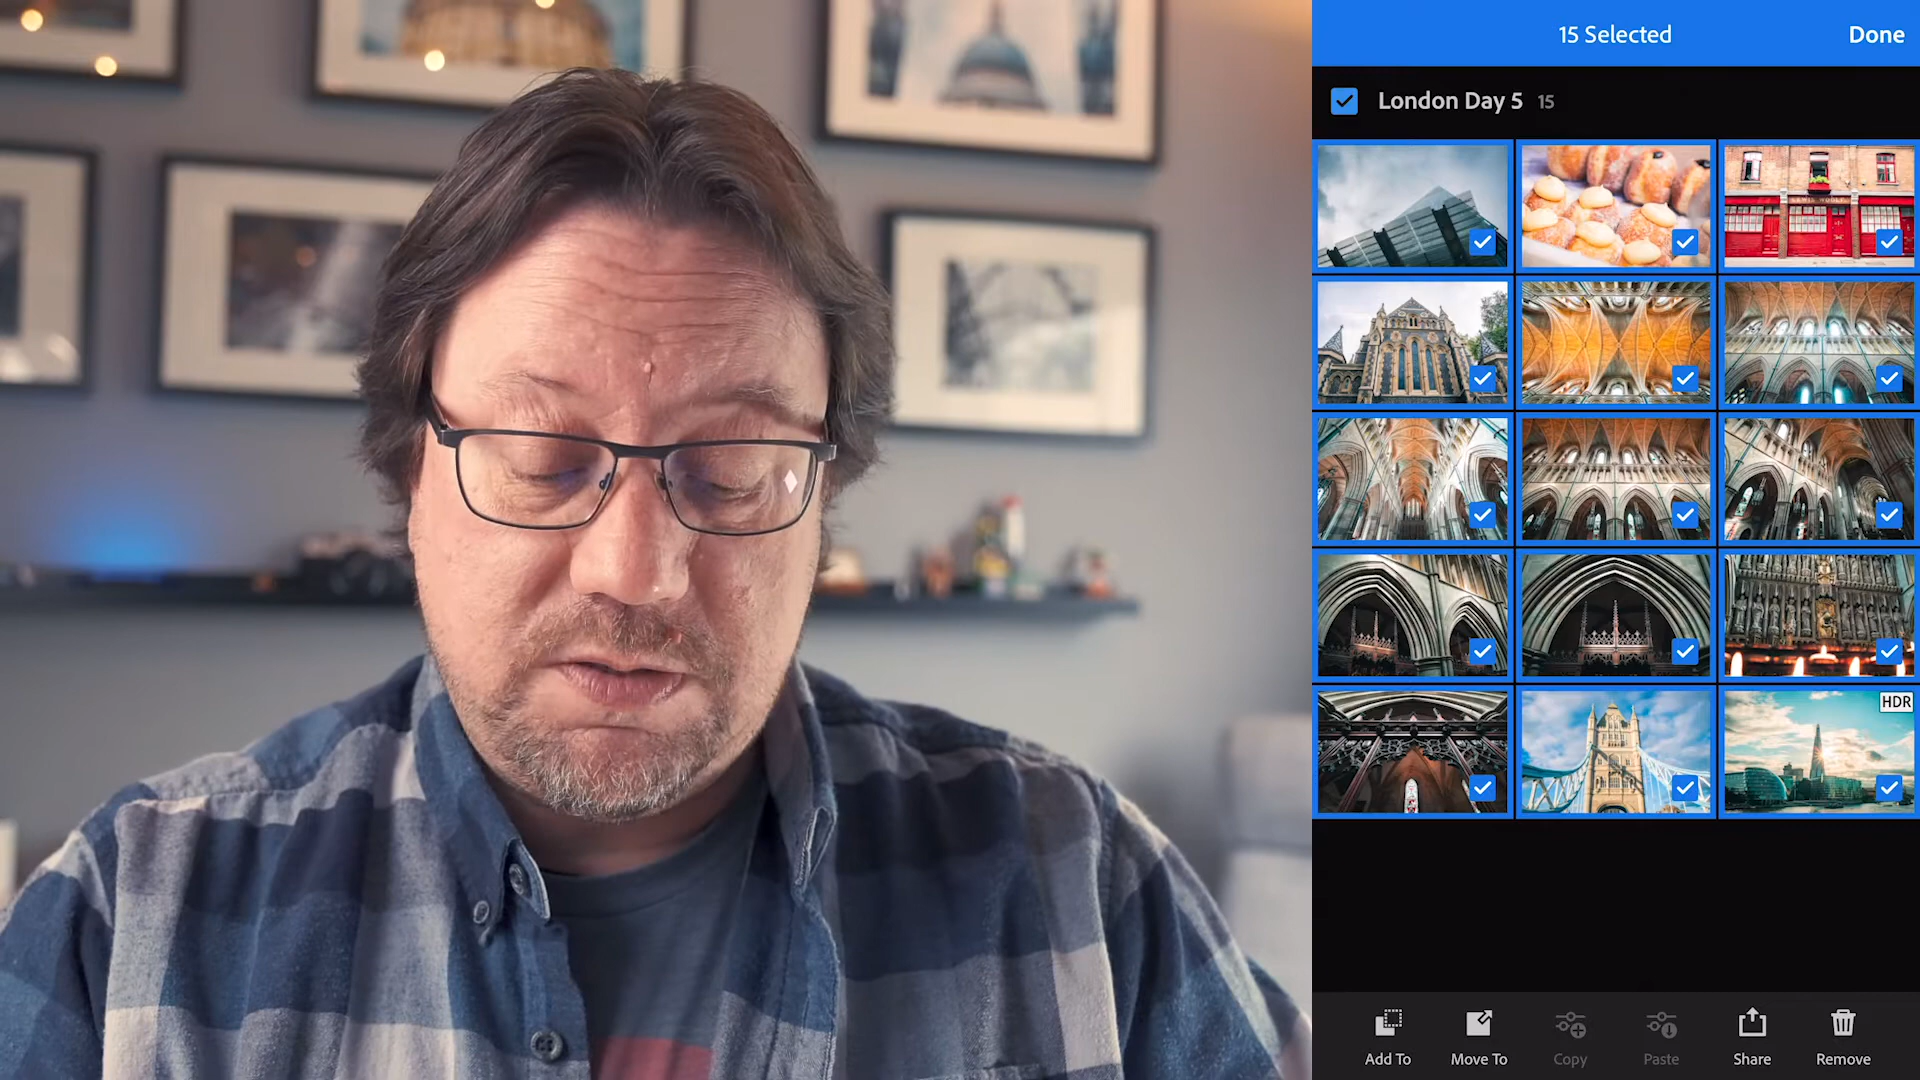 15 Selected
Done
London Day 5 15
HDR
Add To
Move To
Copy
Paste
Share
Remove